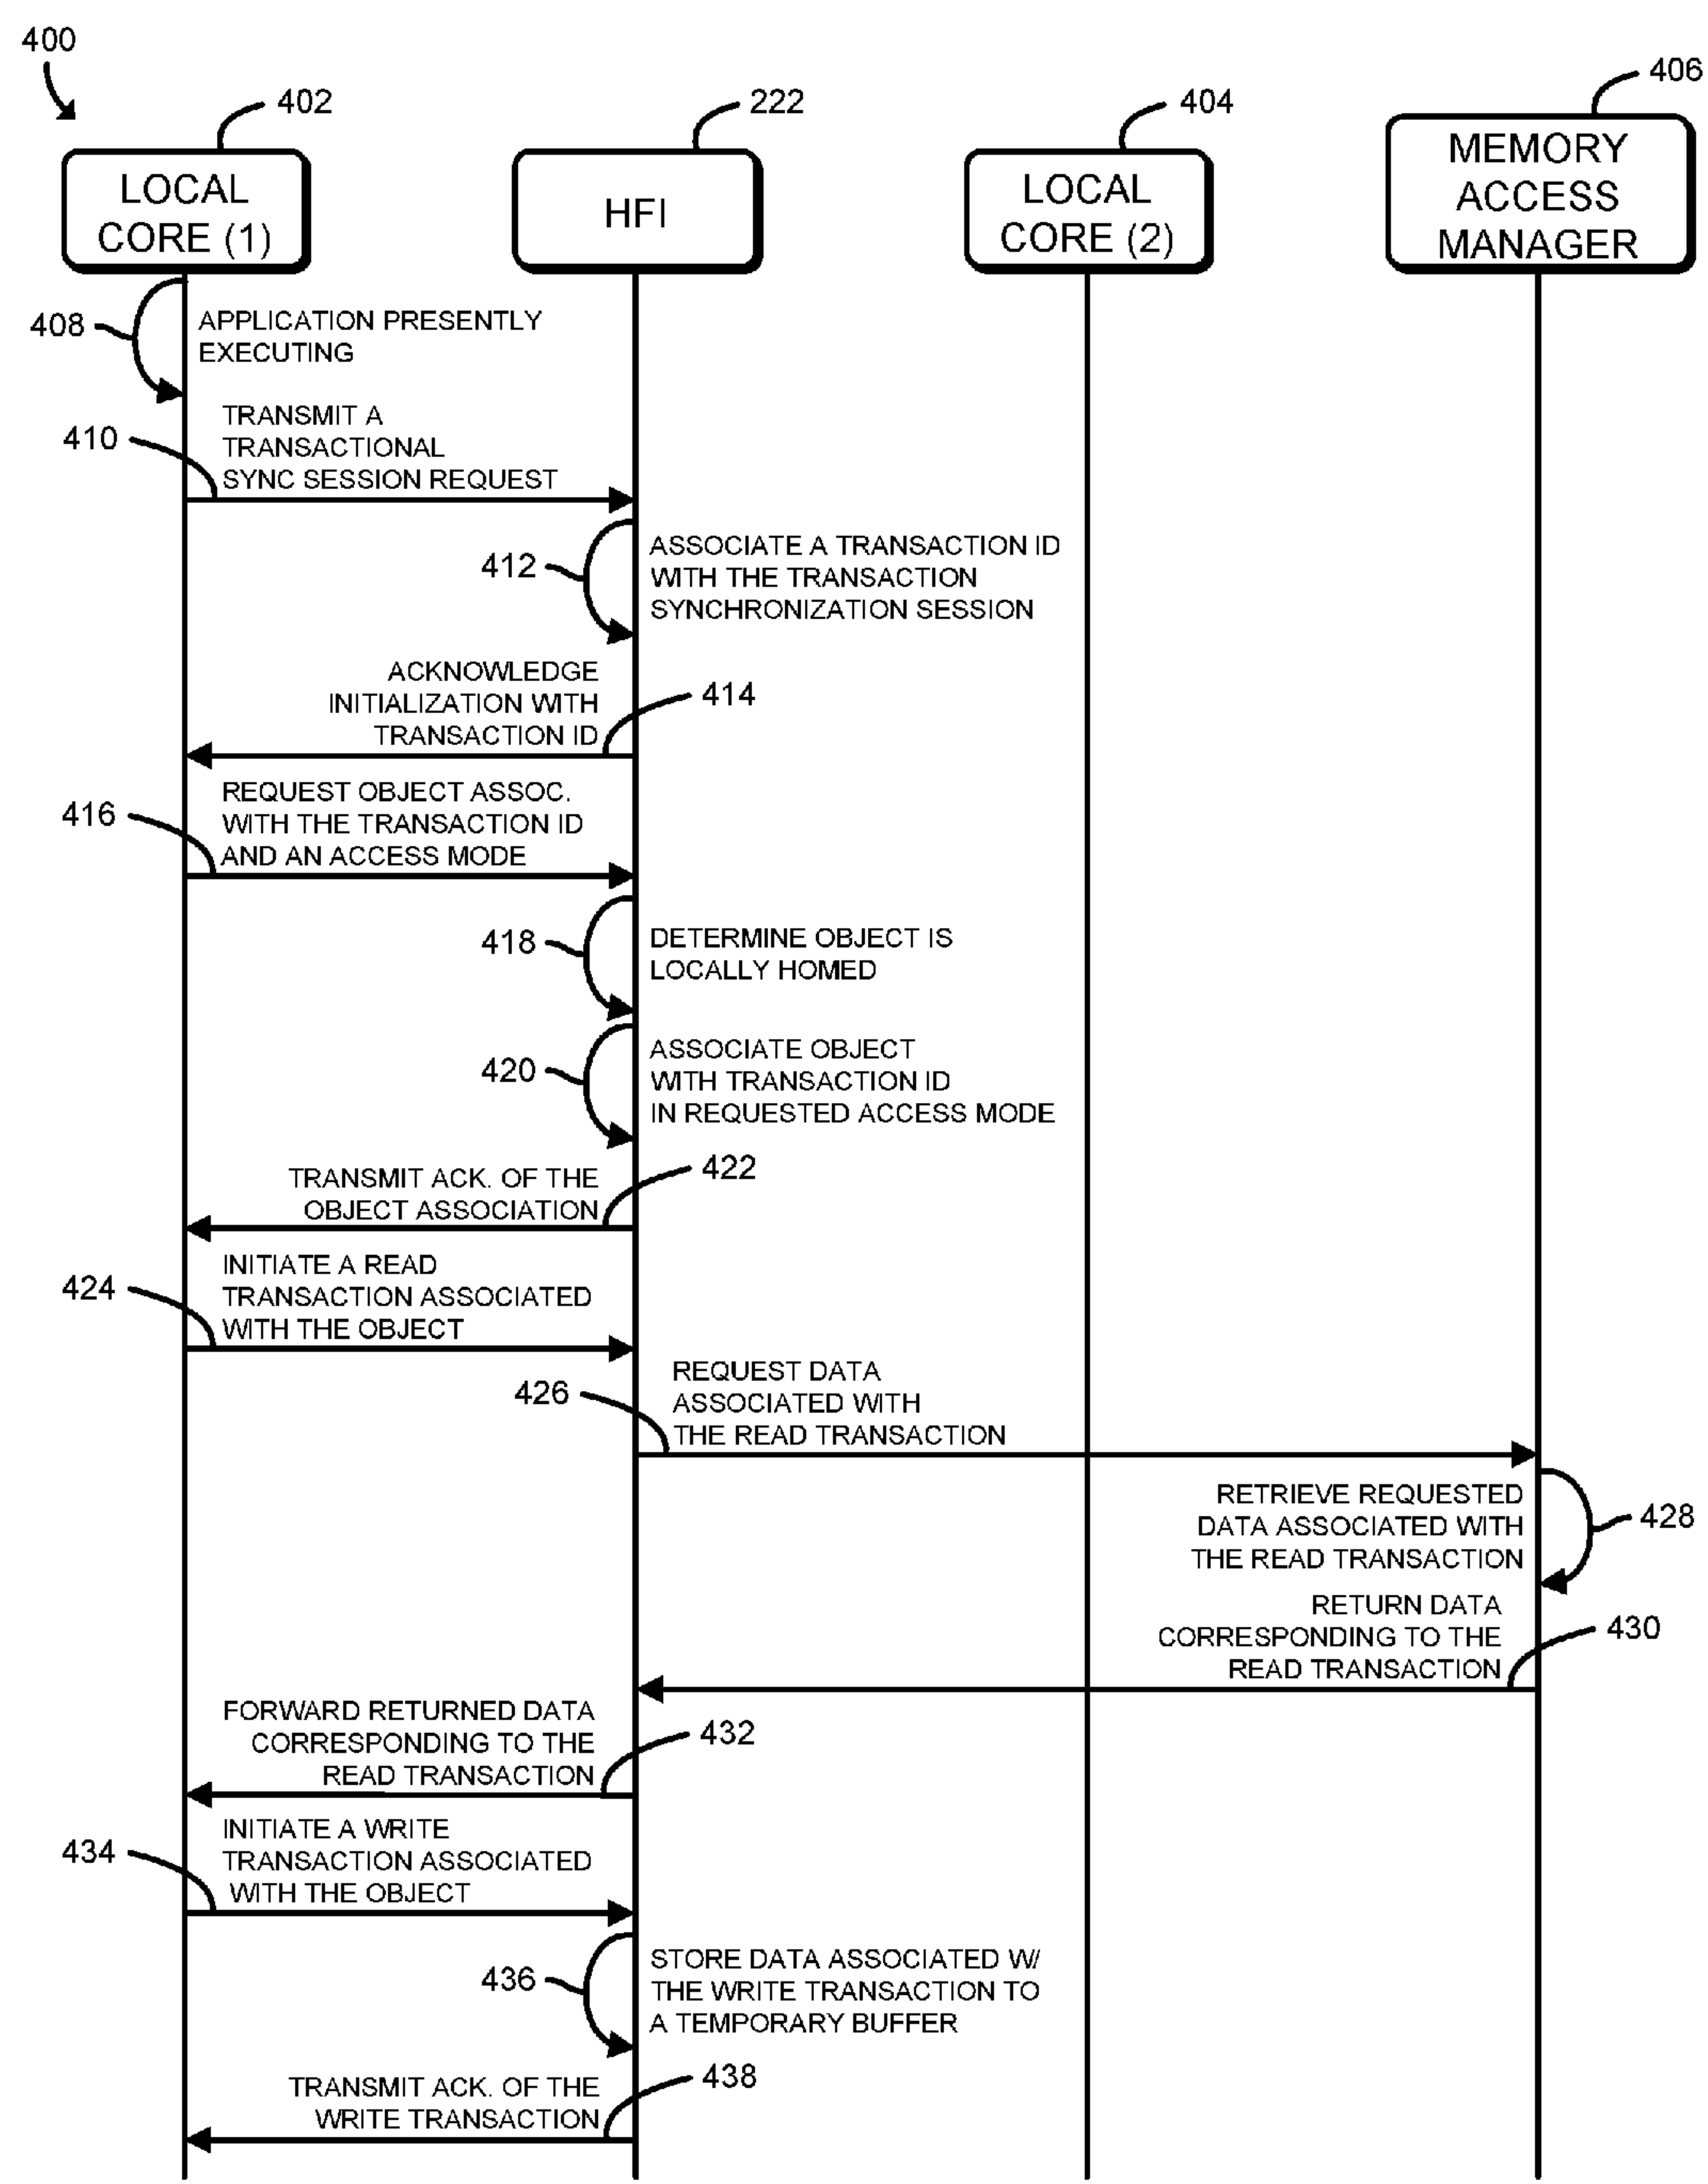 400
402
222
404
406
LOCAL
CORE (1)
HFI
LOCAL
CORE (2)
MEMORY
ACCESS
MANAGER
408
APPLICATION PRESENTLY
EXECUTING
410
TRANSMIT A
TRANSACTIONAL
SYNC SESSION REQUEST
412
ASSOCIATE A TRANSACTION ID
WITH THE TRANSACTION
SYNCHRONIZATION SESSION
ACKNOWLEDGE
INITIALIZATION WITH
TRANSACTION ID
414
416
REQUEST OBJECT ASSOC.
WITH THE TRANSACTION ID
AND AN ACCESS MODE
418
DETERMINE OBJECT IS
LOCALLY HOMED
420
ASSOCIATE OBJECT
WITH TRANSACTION ID
IN REQUESTED ACCESS MODE
TRANSMIT ACK. OF THE
OBJECT ASSOCIATION
422
424
INITIATE A READ
TRANSACTION ASSOCIATED
WITH THE OBJECT
426
REQUEST DATA
ASSOCIATED WITH
THE READ TRANSACTION
RETRIEVE REQUESTED
DATA ASSOCIATED WITH
THE READ TRANSACTION
428
RETURN DATA
CORRESPONDING TO THE
READ TRANSACTION
430
FORWARD RETURNED DATA
CORRESPONDING TO THE
READ TRANSACTION
432
434
INITIATE A WRITE
TRANSACTION ASSOCIATED
WITH THE OBJECT
436
STORE DATA ASSOCIATED W/
THE WRITE TRANSACTION TO
A TEMPORARY BUFFER
TRANSMIT ACK. OF THE
WRITE TRANSACTION
438